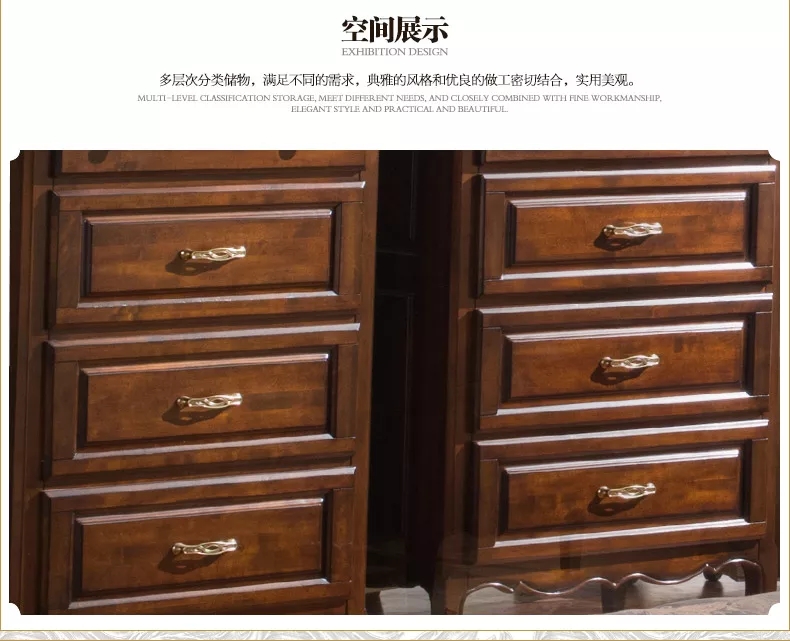 空间展示
EXHIBITION DESIGN
多层次分类储物，满足不同的需求，典雅的风格和优良的做工密切结合，实用美观。
MULTI-LEVEL CLASSIFICATION STORAGE, MEET DIFFERENT NEEDS, AND CLOSELY COMBINED WITH FINE WORKMANSHIP,
ELEGANT STYLE AND PRACTICAL AND BEAUTIFUL.